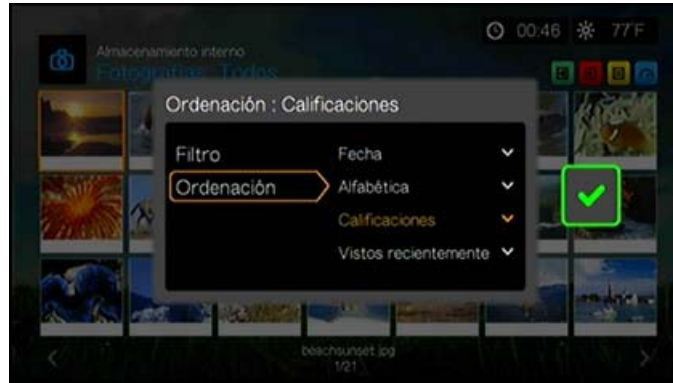 00:46 77°F
Almacenamiento interno
Fotografías, Todos
Ordenación : Calificaciones
Filtro
Ordenación
Fecha
Alfabética
Calificaciones
Vistos recientemente
beachsunset.jpg
1/21